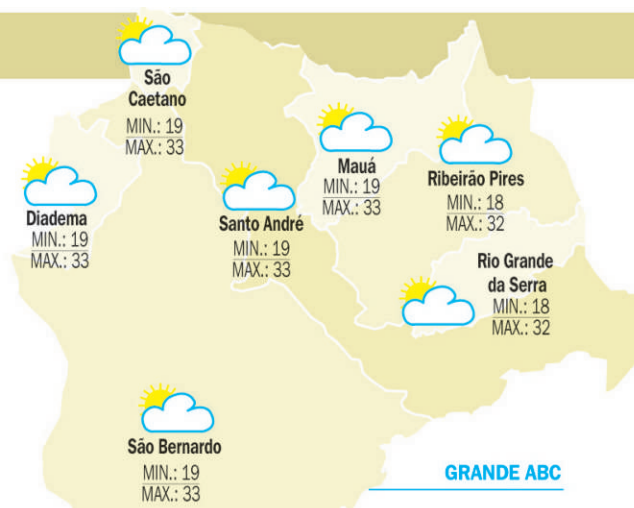 São
Caetano
MIN.: 19
MAX.: 33
Mauá
MIN.: 19
MAX.: 33
Ribeirão Pires
MIN.: 18
MAX.: 32
Diadema
MIN.: 19
MAX.: 33
Santo André
MIN.: 19
MAX.: 33
Rio Grande
da Serra
MIN.: 18
MAX.: 32
São Bernardo
MIN.: 19
MAX.: 33
GRANDE ABC